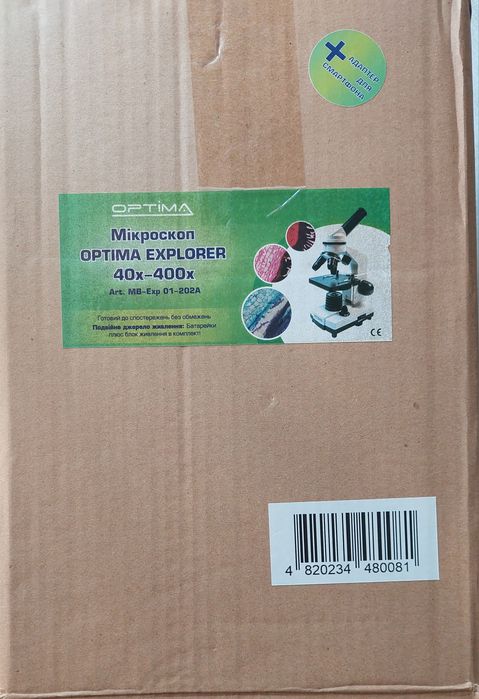 + АДАПТЕР
ДЛЯ
СМАРТФОНА
OPTIMA
Мікроскоп
OPTIMA EXPLORER
40x–400x
Art. MB–Exp 01–202A
Готовий до спостережень без обмежень
Подвійне джерело живлення: Батарейки
плюс блок живлення в комплекті
CE
4 820234 480081